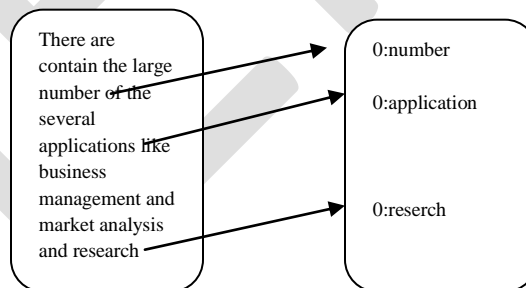 There are
contain the large
number of the
several
applications like
business
management and
market analysis
and research
0:number
0:application
0:reserch